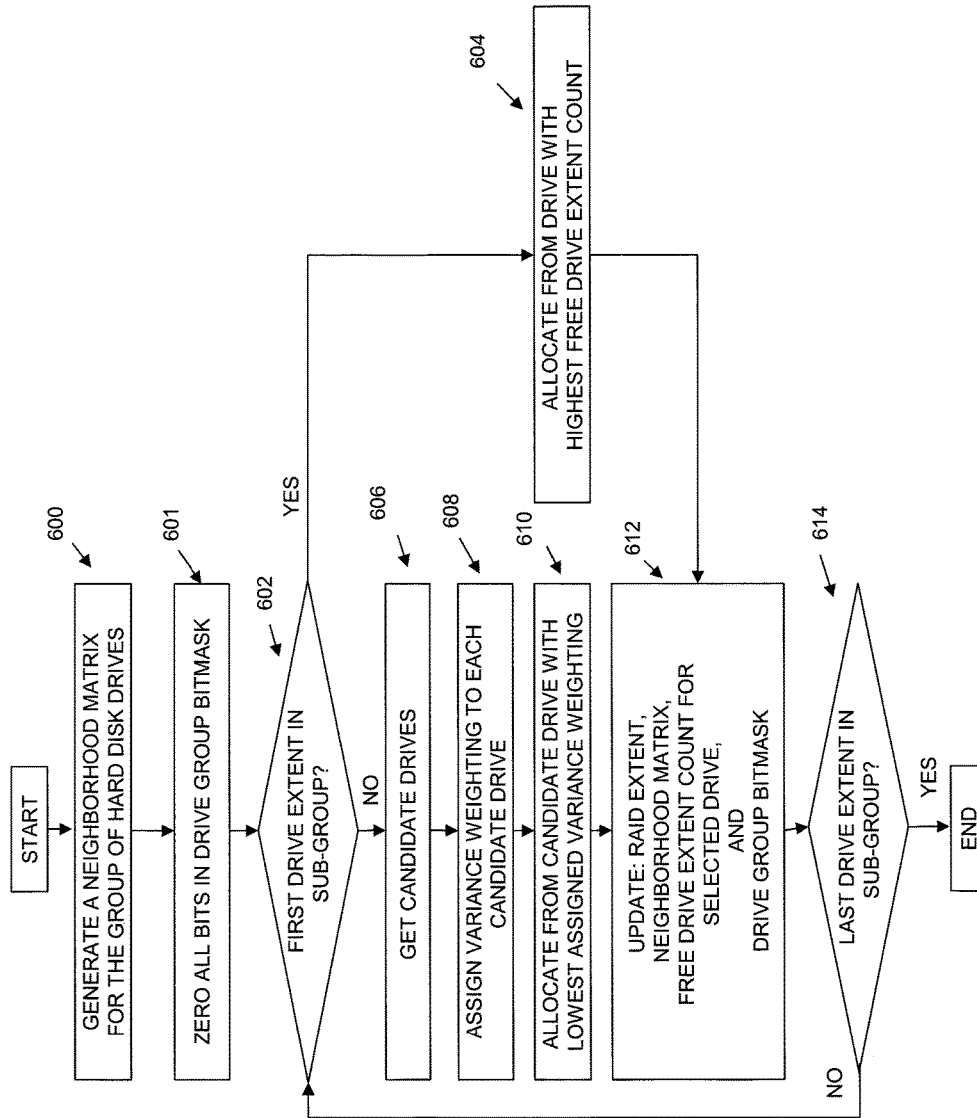 START
600
GENERATE A NEIGHBORHOOD MATRIX
FOR THE GROUP OF HARD DISK DRIVES
601
ZERO ALL BITS IN DRIVE GROUP BITMASK
602
FIRST DRIVE EXTENT IN
SUB-GROUP?
YES
NO
604
ALLOCATE FROM DRIVE WITH
HIGHEST FREE DRIVE EXTENT COUNT
606
GET CANDIDATE DRIVES
608
ASSIGN VARIANCE WEIGHTING TO EACH
CANDIDATE DRIVE
610
ALLOCATE FROM CANDIDATE DRIVE WITH
LOWEST ASSIGNED VARIANCE WEIGHTING
612
UPDATE: RAID EXTENT,
NEIGHBORHOOD MATRIX,
FREE DRIVE EXTENT COUNT FOR
SELECTED DRIVE,
AND
DRIVE GROUP BITMASK
614
LAST DRIVE EXTENT IN
SUB-GROUP?
NO
YES
END